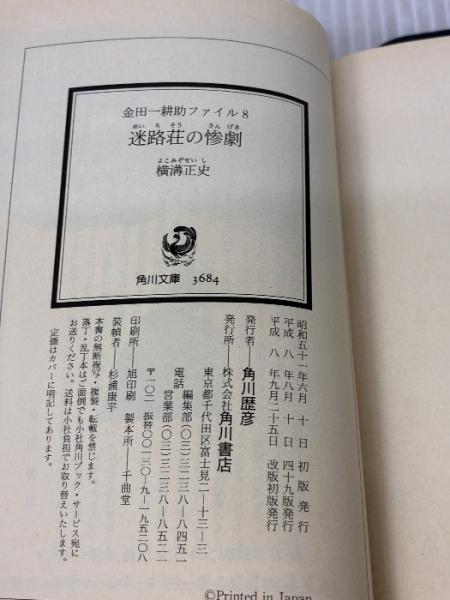 金田一耕助ファイル8
めいろそう さんげき
迷路荘の惨劇
よこみぞせいし
横溝正史
角川文庫 3684
昭和五十一年六月 十日 初版発行
平成 八年八月 十日 四十九版発行
平成 八年九月二十五日 改版初版発行
発行者──角川歴彦
発行所──株式会社角川書店
東京都千代田区富士見二─十三─三
電話 編集部(〇三)三二三八─八四五一
営業部(〇三)三二三八─八五二一
〒一〇二 振替〇〇一三〇─九─一九五二〇八
印刷所──旭印刷 製本所──千曲堂
装幀者──杉浦康平
本書の無断複写・複製・転載を禁じます。
落丁・乱丁本はご面倒でも小社角川ブック・サービス宛に
お送りください。送料は小社負担でお取り替えいたします。
定価はカバーに明記してあります。
©Printed in Japan